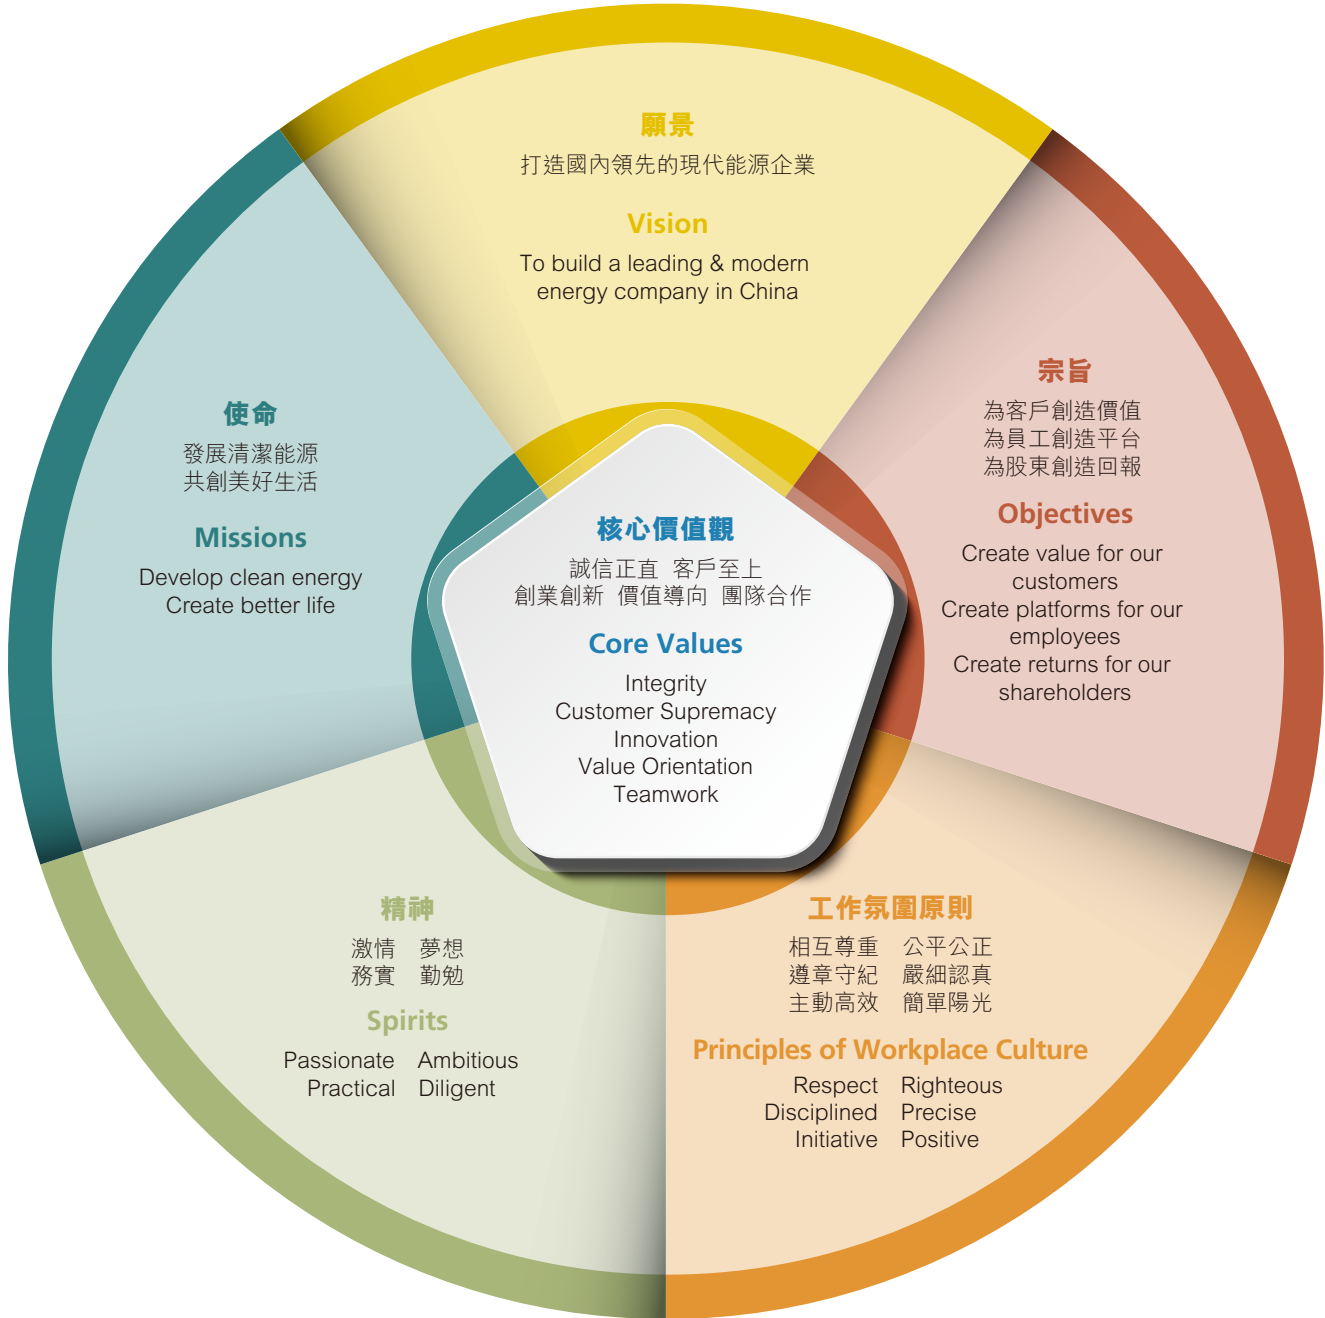 願景
打造國內領先的現代能源企業
Vision
To build a leading & modern
energy company in China
宗旨
為客戶創造價值
為員工創造平台
為股東創造回報
Objectives
Create value for our
customers
Create platforms for our
employees
Create returns for our
shareholders
工作氛圍原則
相互尊重 公平公正
遵章守紀 嚴細認真
主動高效 簡單陽光
Principles of Workplace Culture
Respect Righteous
Disciplined Precise
Initiative Positive
精神
激情 夢想
務實 勤勉
Spirits
Passionate Ambitious
Practical Diligent
使命
發展清潔能源
共創美好生活
Missions
Develop clean energy
Create better life
核心價值觀
誠信正直 客戶至上
創業創新 價值導向 團隊合作
Core Values
Integrity
Customer Supremacy
Innovation
Value Orientation
Teamwork